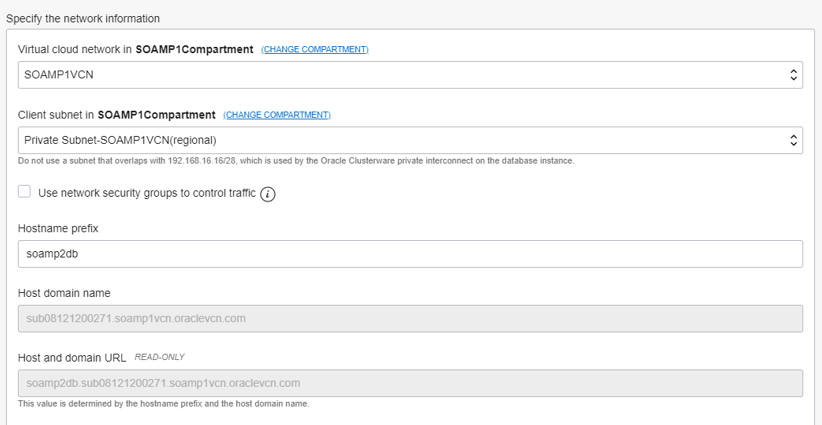 Specify the network information
Virtual cloud network in SOAMP1Compartment (CHANGE COMPARTMENT)
SOAMP1VCN
Client subnet in SOAMP1Compartment (CHANGE COMPARTMENT)
Private Subnet-SOAMP1VCN(regional)
Do not use a subnet that overlaps with 192.168.16.16/28, which is used by the Oracle Clusterware private interconnect on the database instance.
Use network security groups to control traffic i
Hostname prefix
soamp2db
Host domain name
sub08121200271.soamp1vcn.oraclevcn.com
Host and domain URL READ-ONLY
soamp2db.sub08121200271.soamp1vcn.oraclevcn.com
This value is determined by the hostname prefix and the host domain name.